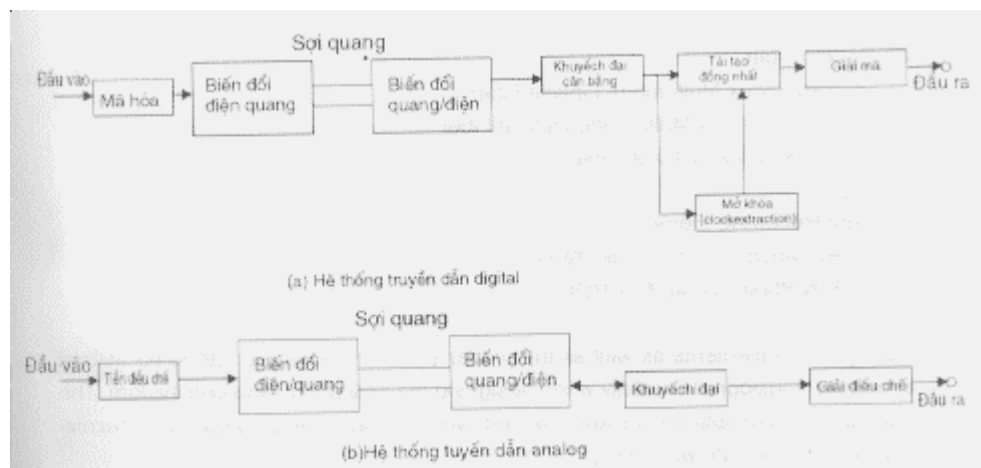 Sợi quang
Đầu vào
Mã hóa
Biến đổi
điện quang
Biến đổi
quang/điện
Khuyếch đại
cân bằng
Tái tạo
đồng nhất
Giải mã
Đầu ra
Mở khóa
(clockextraction)
(a) Hệ thống truyền dẫn digital
Sợi quang
Đầu vào
Tiền điều chế
Biến đổi
điện/quang
Biến đổi
quang/điện
Khuyếch đại
Giải điều chế
Đầu ra
(b)Hệ thống tuyến dẫn analog